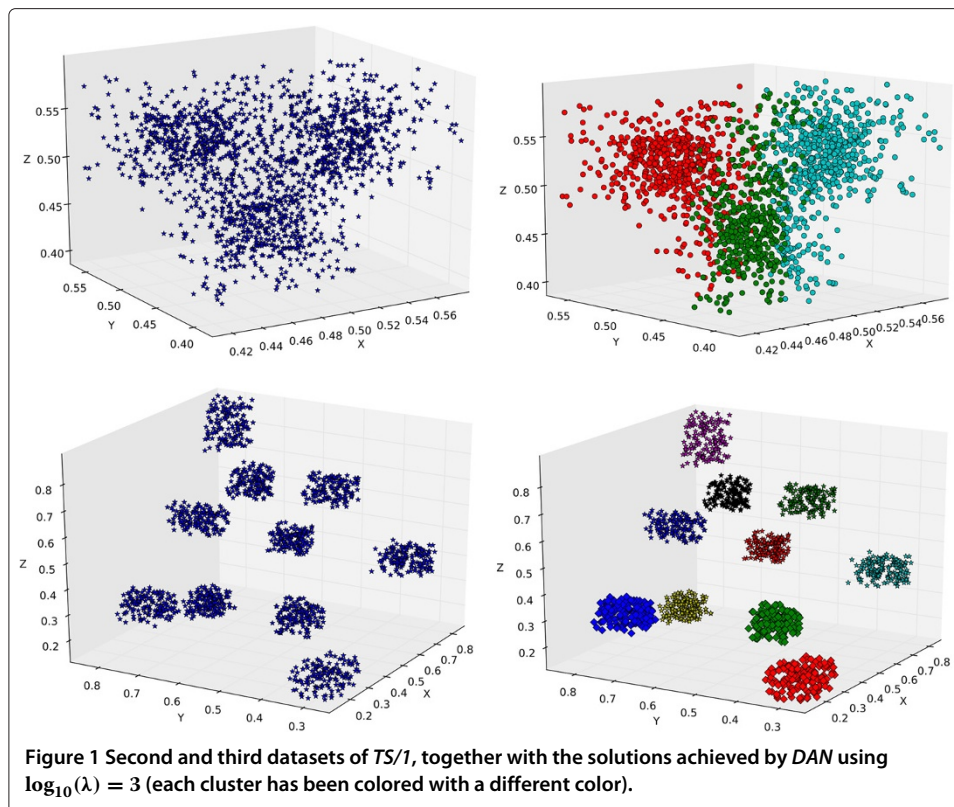 0.55
0.50
Z
0.45
0.40
0.55
0.50
Y
0.45
0.40
0.42 0.44 0.46 0.48 0.50 0.52 0.54 0.56
X
0.55
0.50
Z
0.45
0.40
0.55
0.50
Y
0.45
0.40
0.42 0.44 0.46 0.48 0.50 0.52 0.54 0.56
X
0.8
0.7
0.6
Z
0.5
0.4
0.3
0.2
0.8
0.7
0.6
Y
0.5
0.4
0.3
0.2 0.3 0.4 0.5 0.6 0.7 0.8
X
0.8
0.7
0.6
Z
0.5
0.4
0.3
0.2
0.8
0.7
0.6
Y
0.5
0.4
0.3
0.2 0.3 0.4 0.5 0.6 0.7 0.8
X
Figure 1 Second and third datasets of TS/1, together with the solutions achieved by DAN using
log₁₀(λ) = 3 (each cluster has been colored with a different color).